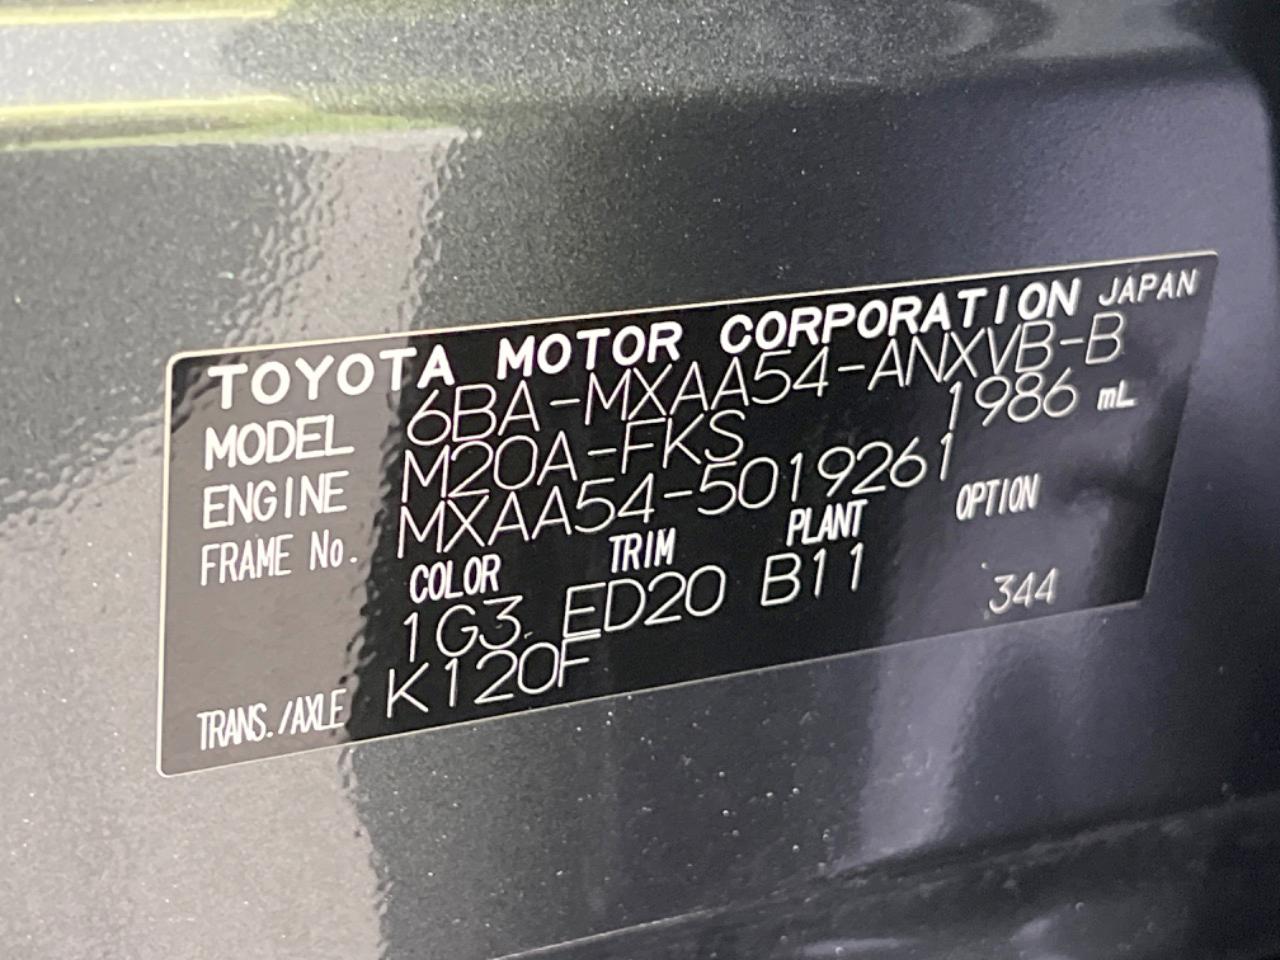 TOYOTA MOTOR CORPORATION JAPAN
MODEL 6BA-MXAA54-ANXVB-B
ENGINE M20A-FKS 1986 mL
FRAME No. MXAA54-5019261
COLOR TRIM PLANT OPTION
1G3 ED20 B11 344
TRANS./AXLE K120F